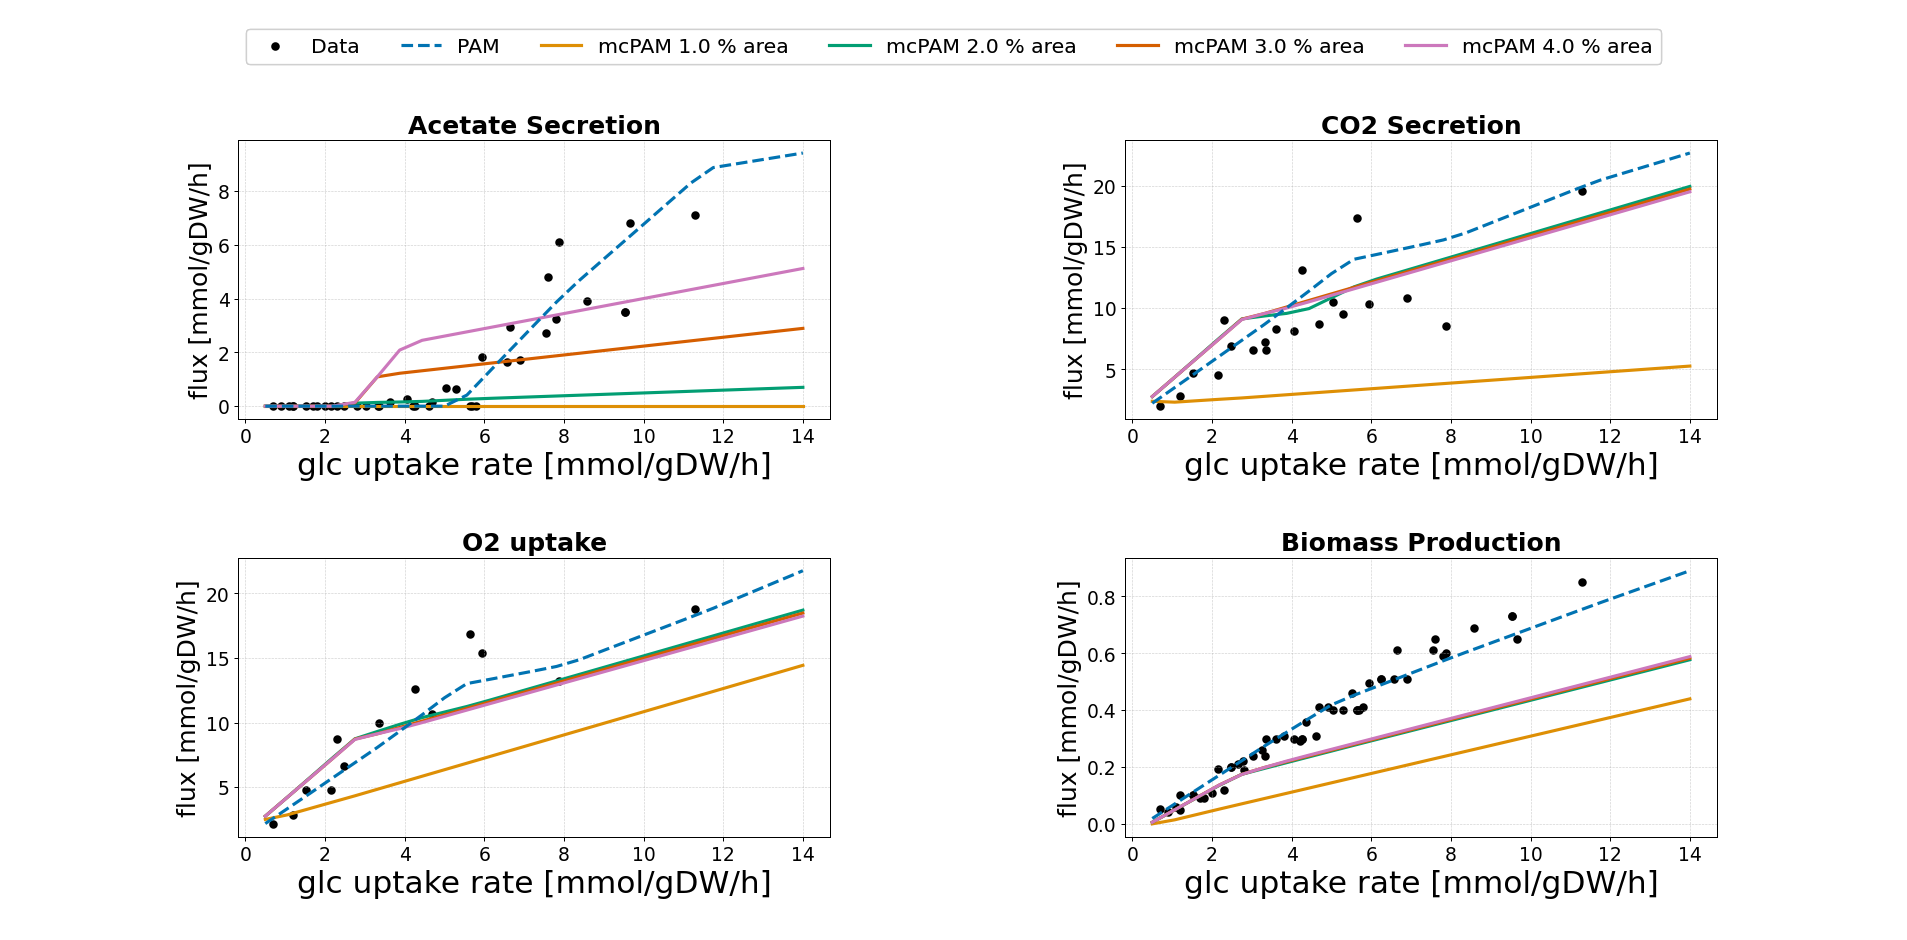 Data PAM mcPAM 1.0 % area mcPAM 2.0 % area mcPAM 3.0 % area mcPAM 4.0 % area
Acetate Secretion
flux [mmol/gDW/h]
8
6
4
2
0
0 2 4 6 8 10 12 14
glc uptake rate [mmol/gDW/h]
CO2 Secretion
flux [mmol/gDW/h]
20
15
10
5
0 2 4 6 8 10 12 14
glc uptake rate [mmol/gDW/h]
O2 uptake
flux [mmol/gDW/h]
20
15
10
5
0 2 4 6 8 10 12 14
glc uptake rate [mmol/gDW/h]
Biomass Production
flux [mmol/gDW/h]
0.8
0.6
0.4
0.2
0.0
0 2 4 6 8 10 12 14
glc uptake rate [mmol/gDW/h]